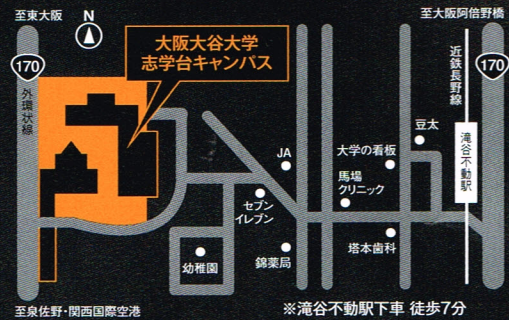 至東大阪
N
至大阪阿倍野橋
170
大阪大谷大学
志学台キャンパス
170
外環状線
近鉄長野線
豆太
滝谷不動駅
JA
大学の看板
馬場
クリニック
セブン
イレブン
塔本歯科
幼稚園
錦薬局
至泉佐野・関西国際空港
※滝谷不動駅下車 徒歩7分